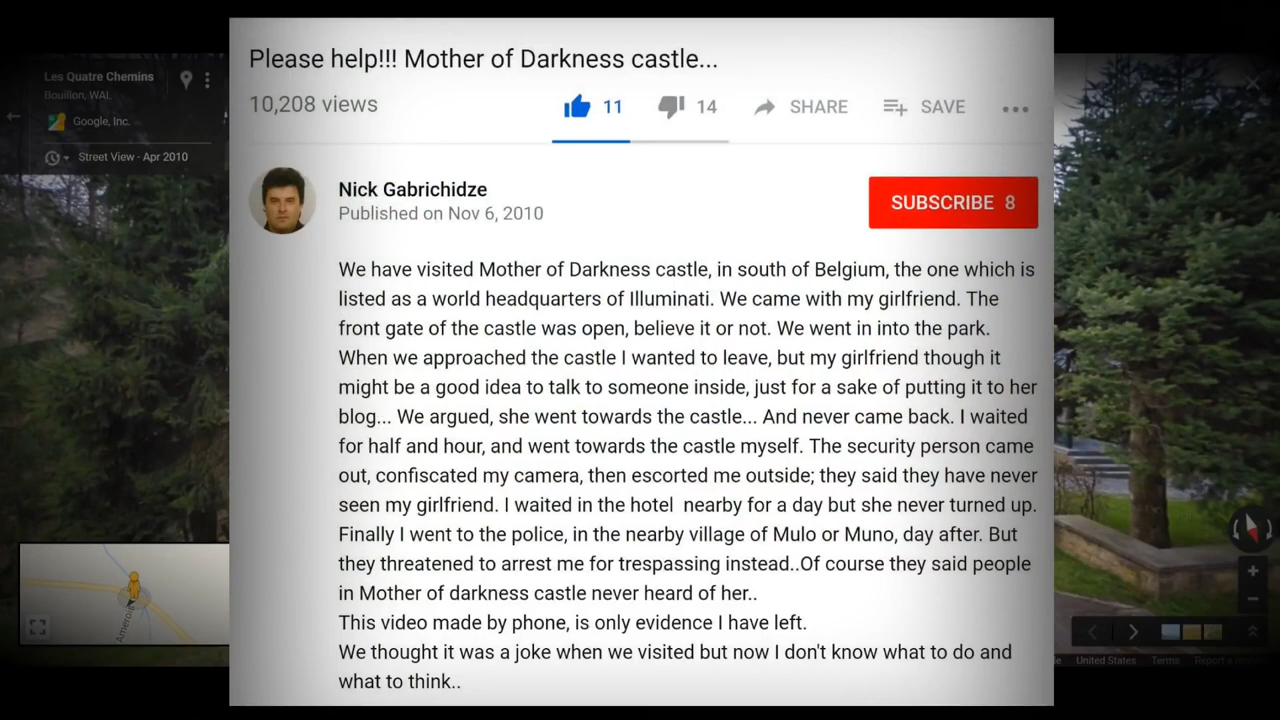 Please help!!! Mother of Darkness castle...
10,208 views
11
14
SHARE
SAVE
Nick Gabrichidze
Published on Nov 6, 2010
SUBSCRIBE 8
We have visited Mother of Darkness castle, in south of Belgium, the one which is
listed as a world headquarters of Illuminati. We came with my girlfriend. The
front gate of the castle was open, believe it or not. We went in into the park.
When we approached the castle I wanted to leave, but my girlfriend though it
might be a good idea to talk to someone inside, just for a sake of putting it to her
blog... We argued, she went towards the castle... And never came back. I waited
for half and hour, and went towards the castle myself. The security person came
out, confiscated my camera, then escorted me outside; they said they have never
seen my girlfriend. I waited in the hotel nearby for a day but she never turned up.
Finally I went to the police, in the nearby village of Mulo or Muno, day after. But
they threatened to arrest me for trespassing instead..Of course they said people
in Mother of darkness castle never heard of her..
This video made by phone, is only evidence I have left.
We thought it was a joke when we visited but now I don't know what to do and
what to think..
Les Quatre Chemins
Bouillon, WAL
Google, Inc.
Street View - Apr 2010
United States
Terms
Report a